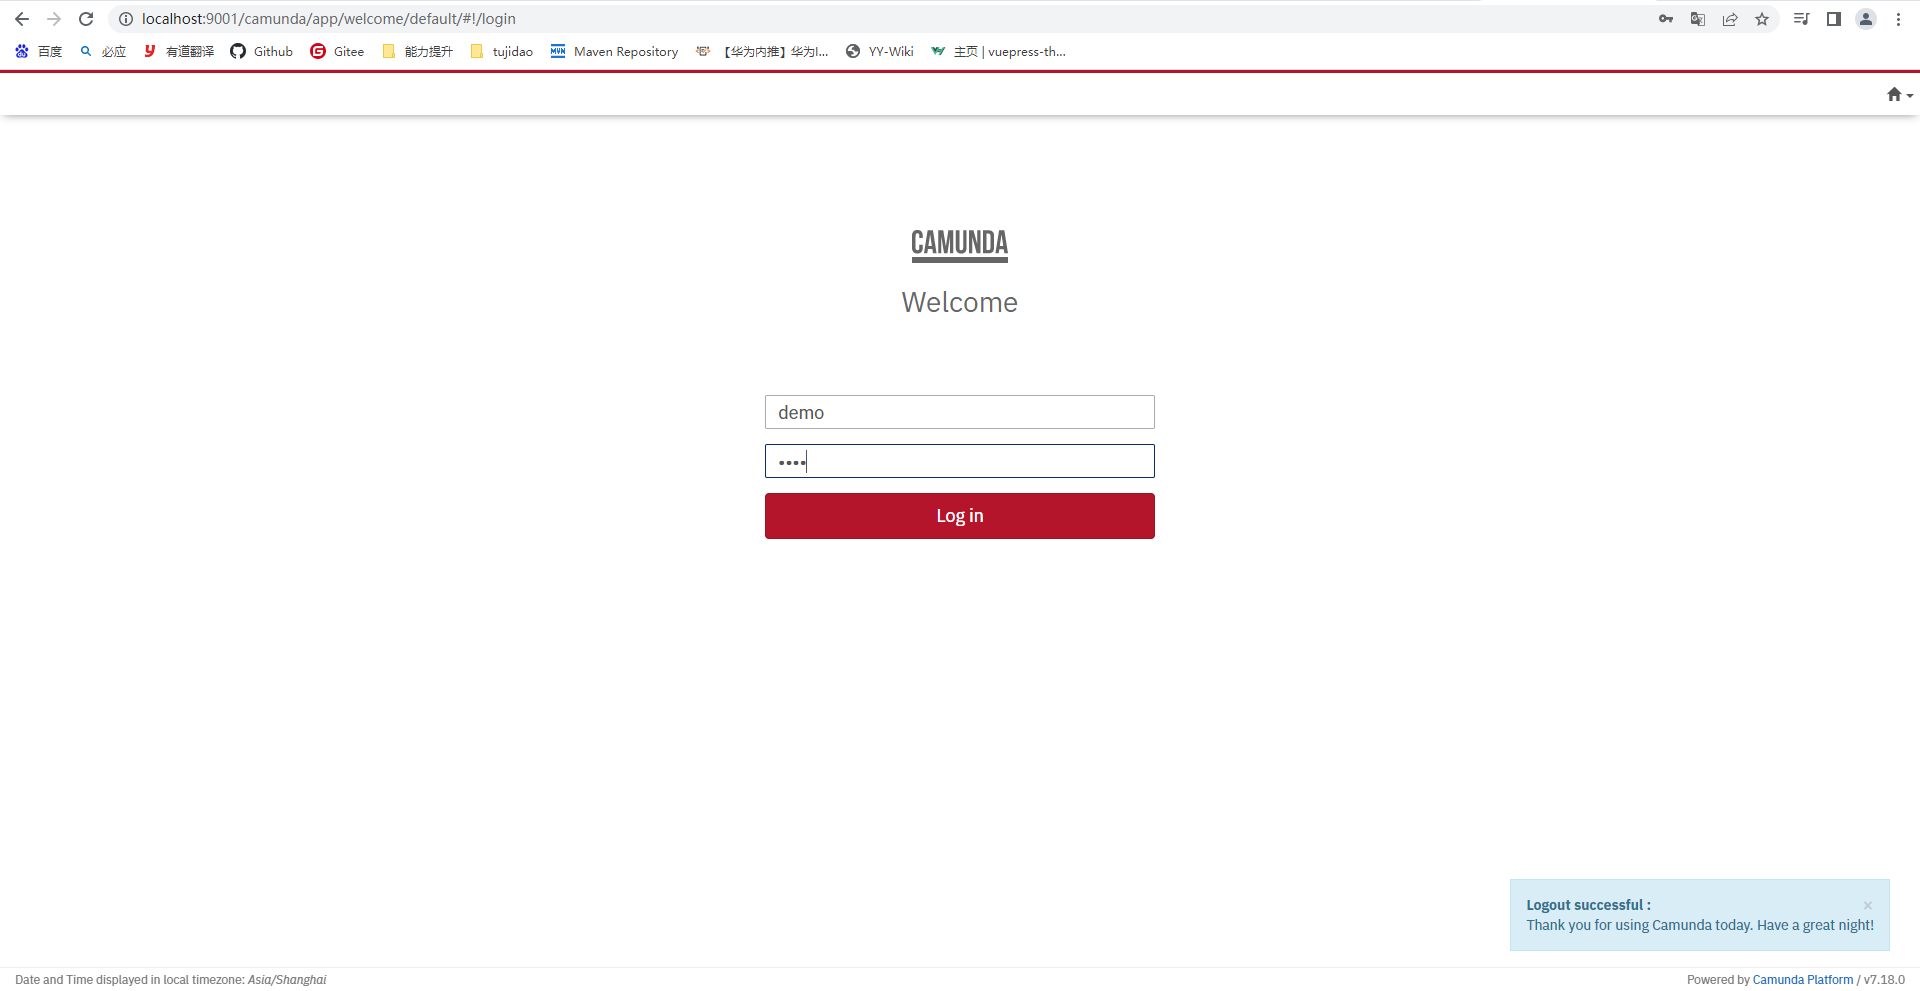 localhost:9001/camunda/app/welcome/default/#!/login
百度 必应 有道翻译 Github Gitee 能力提升 tujidao Maven Repository 【华为内推】华为I... YY-Wiki 主页 | vuepress-th...
CAMUNDA
Welcome
demo
••••
Log in
Logout successful : ×
Thank you for using Camunda today. Have a great night!
Date and Time displayed in local timezone: Asia/Shanghai
Powered by Camunda Platform / v7.18.0